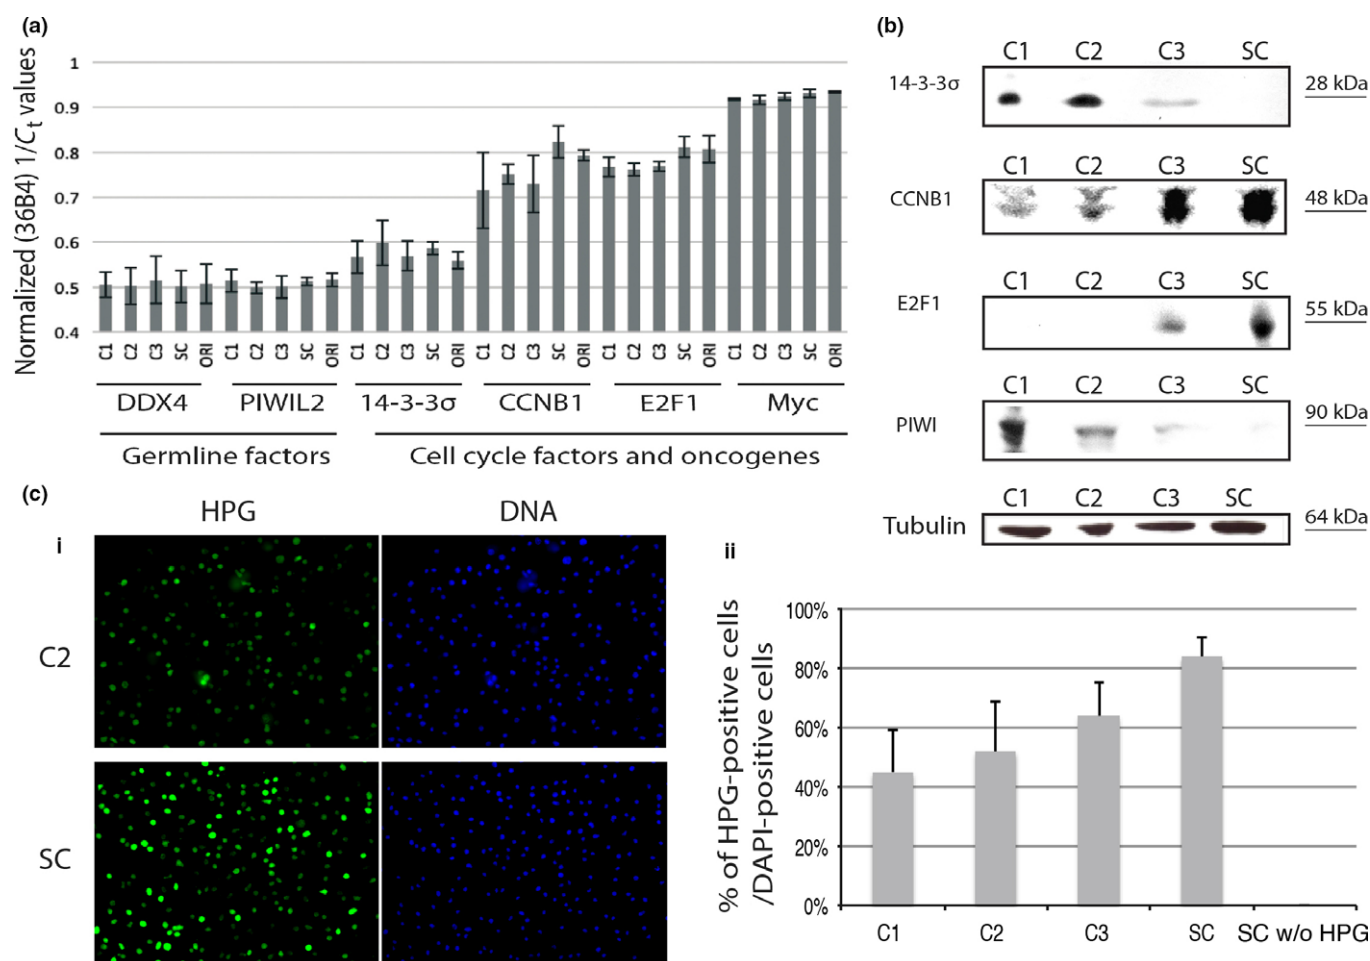 (a)
Normalized (36B4) 1/Ct values
1
0.9
0.8
0.7
0.6
0.5
0.4
C1 C2 C3 SC ORI C1 C2 C3 SC ORI C1 C2 C3 SC ORI C1 C2 C3 SC ORI C1 C2 C3 SC ORI C1 C2 C3 SC ORI
DDX4 PIWIL2 14-3-3σ CCNB1 E2F1 Myc
Germline factors Cell cycle factors and oncogenes
(b)
C1 C2 C3 SC
14-3-3σ 28 kDa
C1 C2 C3 SC
CCNB1 48 kDa
C1 C2 C3 SC
E2F1 55 kDa
C1 C2 C3 SC
PIWI 90 kDa
C1 C2 C3 SC
Tubulin 64 kDa
(c)
HPG DNA
i
C2
SC
ii
% of HPG-positive cells
/DAPI-positive cells
100%
80%
60%
40%
20%
0%
C1 C2 C3 SC SC w/o HPG